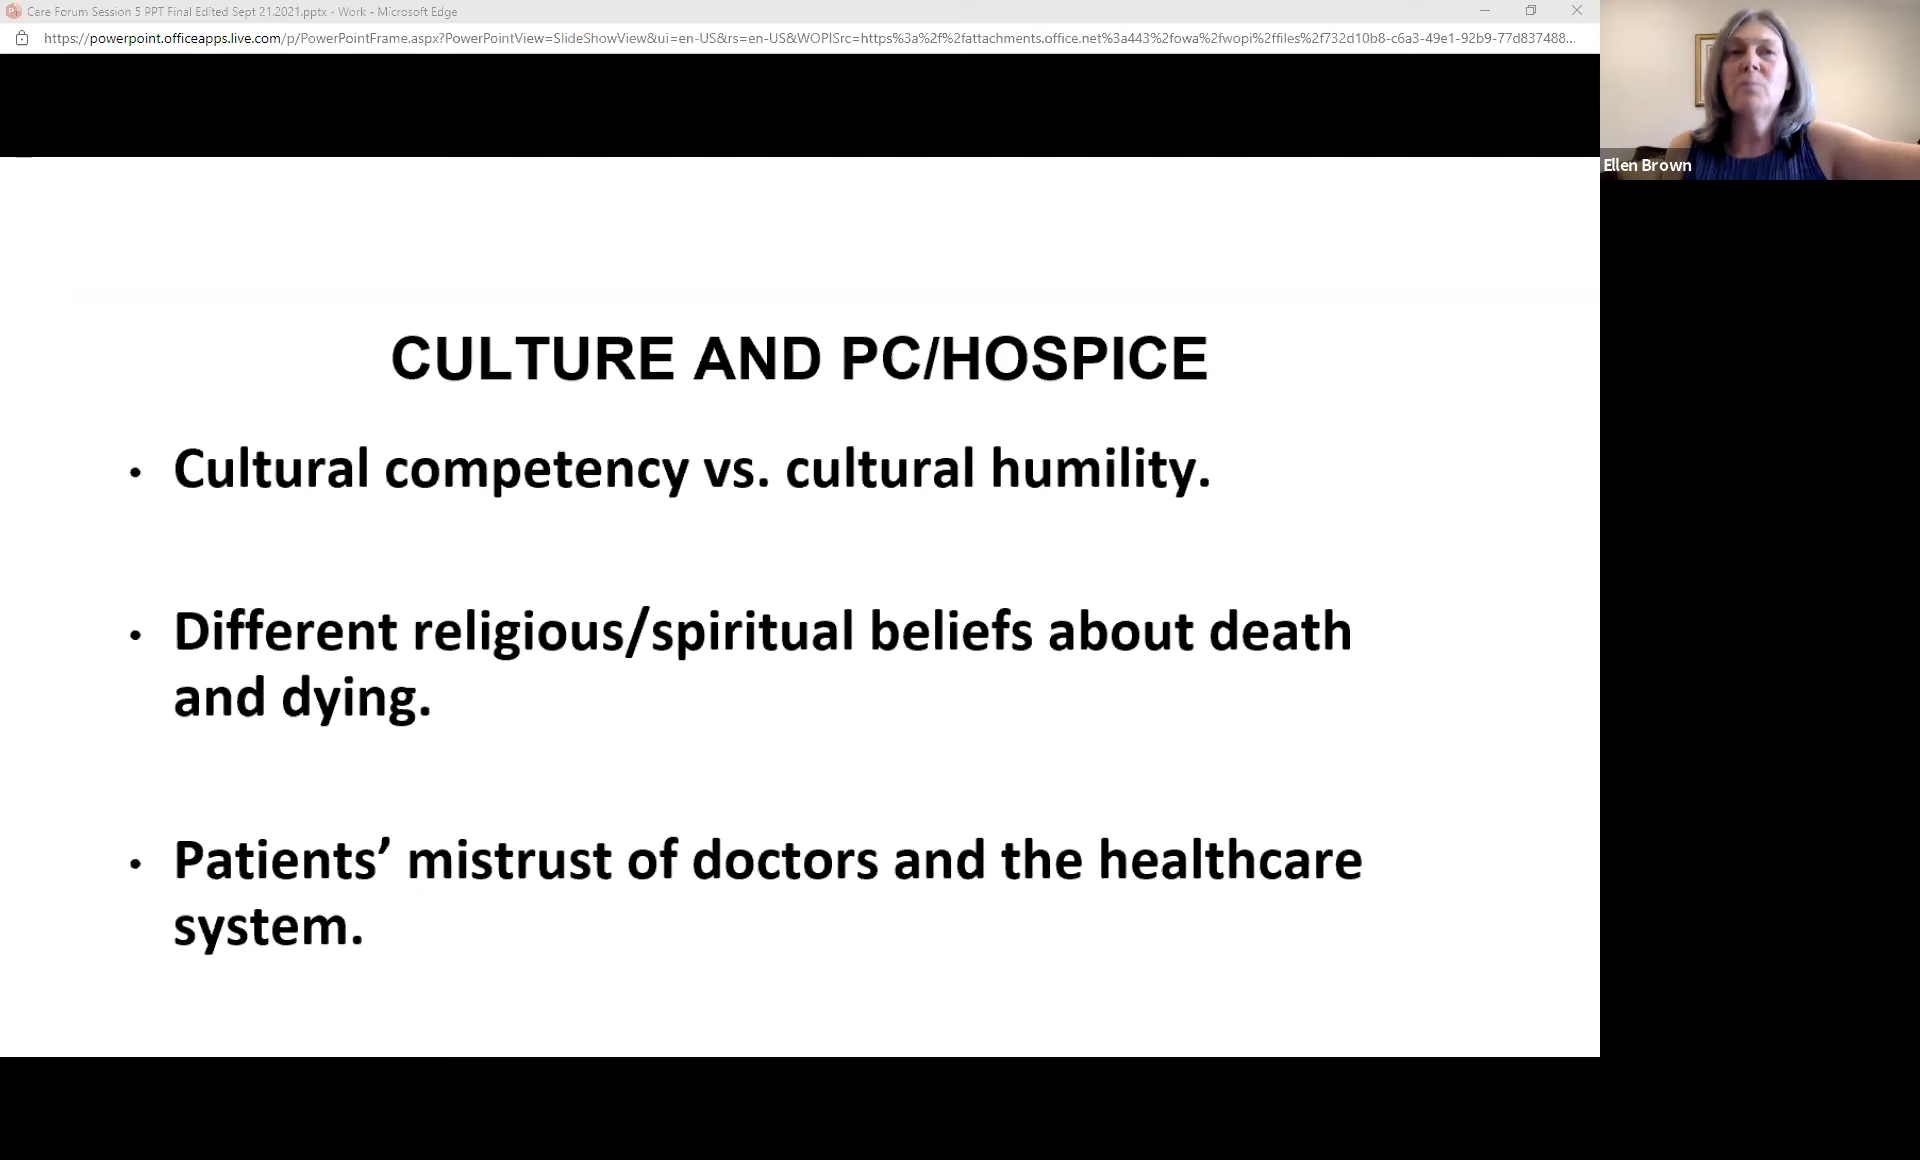 Care Forum Session 5 PPT Final Edited Sept 21.2021.pptx - Work - Microsoft Edge
https://powerpoint.officeapps.live.com/p/PowerPointFrame.aspx?PowerPointView=SlideShowView&ui=en-US&rs=en-US&WOPISrc=https%3a%2f%2fattachments.office.net%3a443%2fowa%2fwopi%2ffiles%2f732d10b8-c6a3-49e1-92b9-77d837488...
Ellen Brown
CULTURE AND PC/HOSPICE
• Cultural competency vs. cultural humility.
• Different religious/spiritual beliefs about death
and dying.
• Patients’ mistrust of doctors and the healthcare
system.